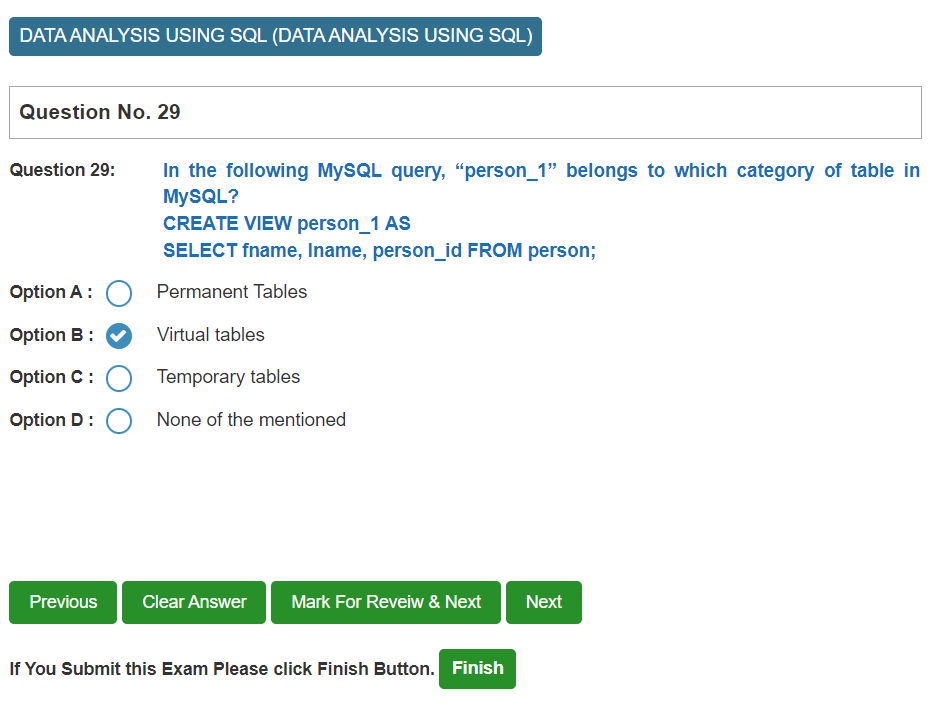 DATA ANALYSIS USING SQL (DATA ANALYSIS USING SQL)
Question No. 29
Question 29: In the following MySQL query, “person_1” belongs to which category of table in
MySQL?
CREATE VIEW person_1 AS
SELECT fname, lname, person_id FROM person;
Option A : Permanent Tables
Option B : Virtual tables
Option C : Temporary tables
Option D : None of the mentioned
Previous Clear Answer Mark For Reveiw & Next Next
If You Submit this Exam Please click Finish Button. Finish